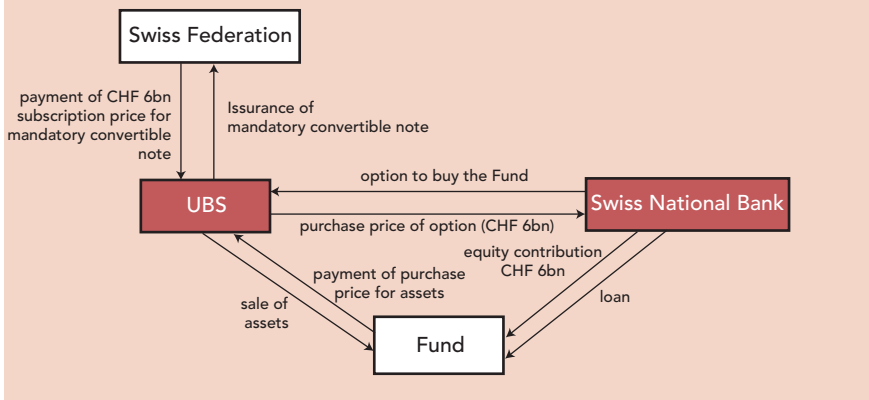 Swiss Federation
payment of CHF 6bn
subscription price for
mandatory convertible
note
Issurance of
mandatory convertible note
option to buy the Fund
UBS
Swiss National Bank
purchase price of option (CHF 6bn)
equity contribution
CHF 6bn
payment of purchase
price for assets
sale of
assets
loan
Fund